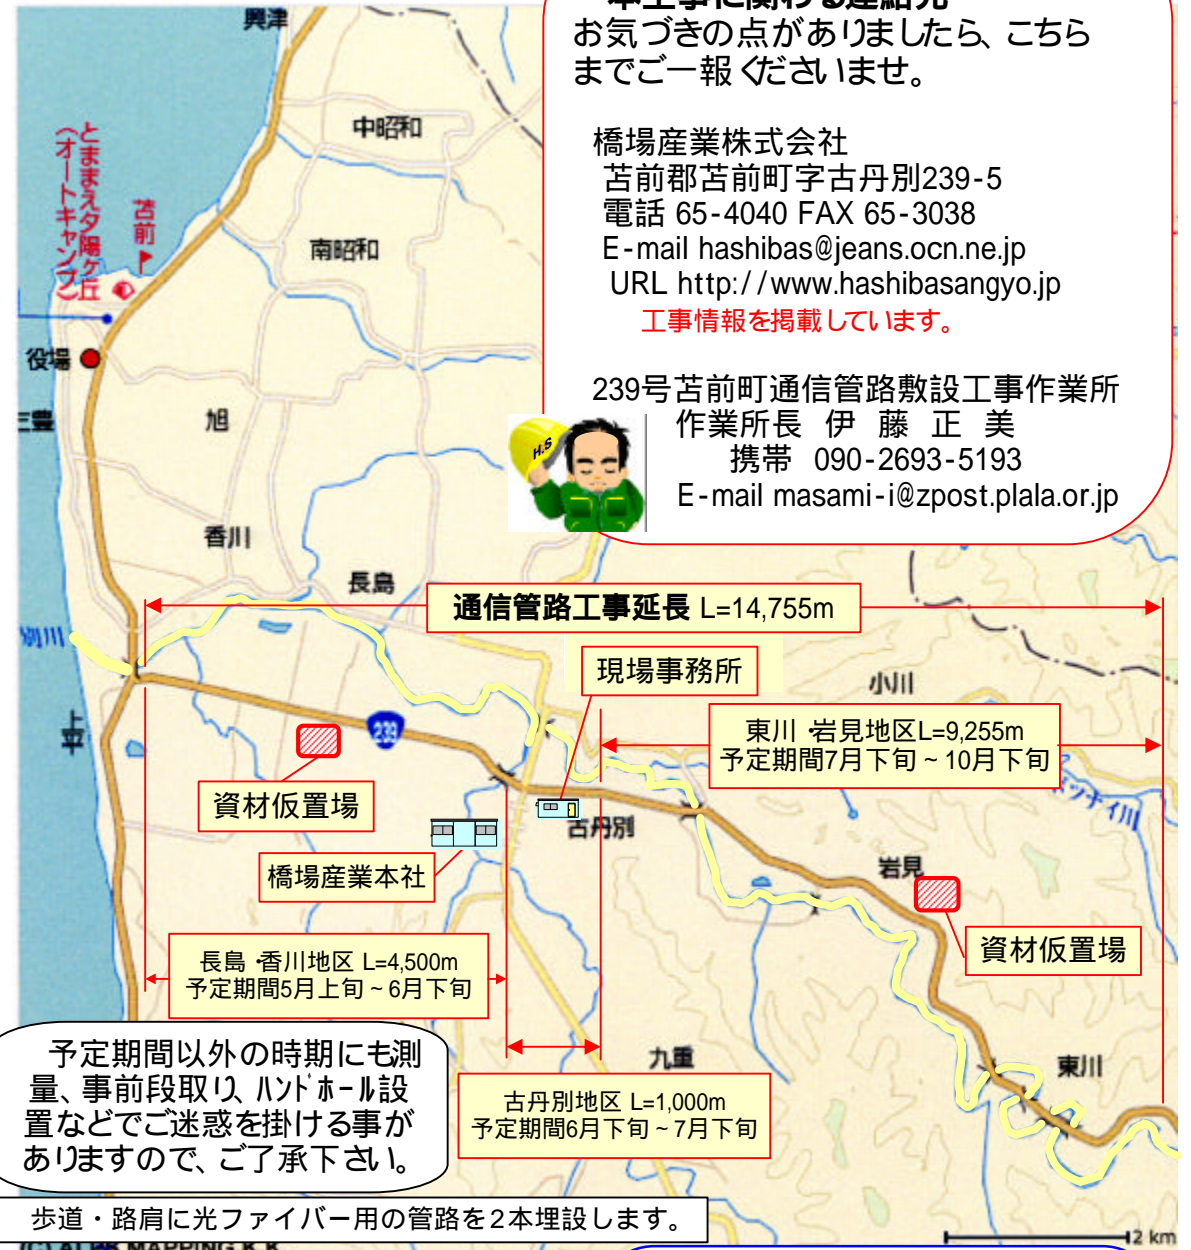 本工事に関わる連絡先
お気づきの点がありましたら、こちら
までご一報くださいませ。
橋場産業株式会社
苫前郡苫前町字古丹別239-5
電話 65-4040 FAX 65-3038
E-mail hashibas@jeans.ocn.ne.jp
URL http://www.hashibasangyo.jp
工事情報を掲載しています。
239号苫前町通信管路敷設工事作業所
作業所長 伊 藤 正 美
携帯 090-2693-5193
E-mail masami-i@zpost.plala.or.jp
H.S
興津
中昭和
とままえ夕陽ヶ丘
(オートキャンプ)
苫前
南昭和
役場
三豊
旭
香川
長島
通信管路工事延長 L=14,755m
別川
現場事務所
小川
上平
239
東川・岩見地区L=9,255m
予定期間7月下旬~10月下旬
資材仮置場
古丹別
橋場産業本社
岩見
資材仮置場
長島・香川地区 L=4,500m
予定期間5月上旬~6月下旬
予定期間以外の時期にも測
量、事前段取り、ハンドホール設
置などでご迷惑を掛ける事が
ありますので、ご了承下さい。
九重
東川
古丹別地区 L=1,000m
予定期間6月下旬~7月下旬
歩道・路肩に光ファイバー用の管路を2本埋設します。
2 km